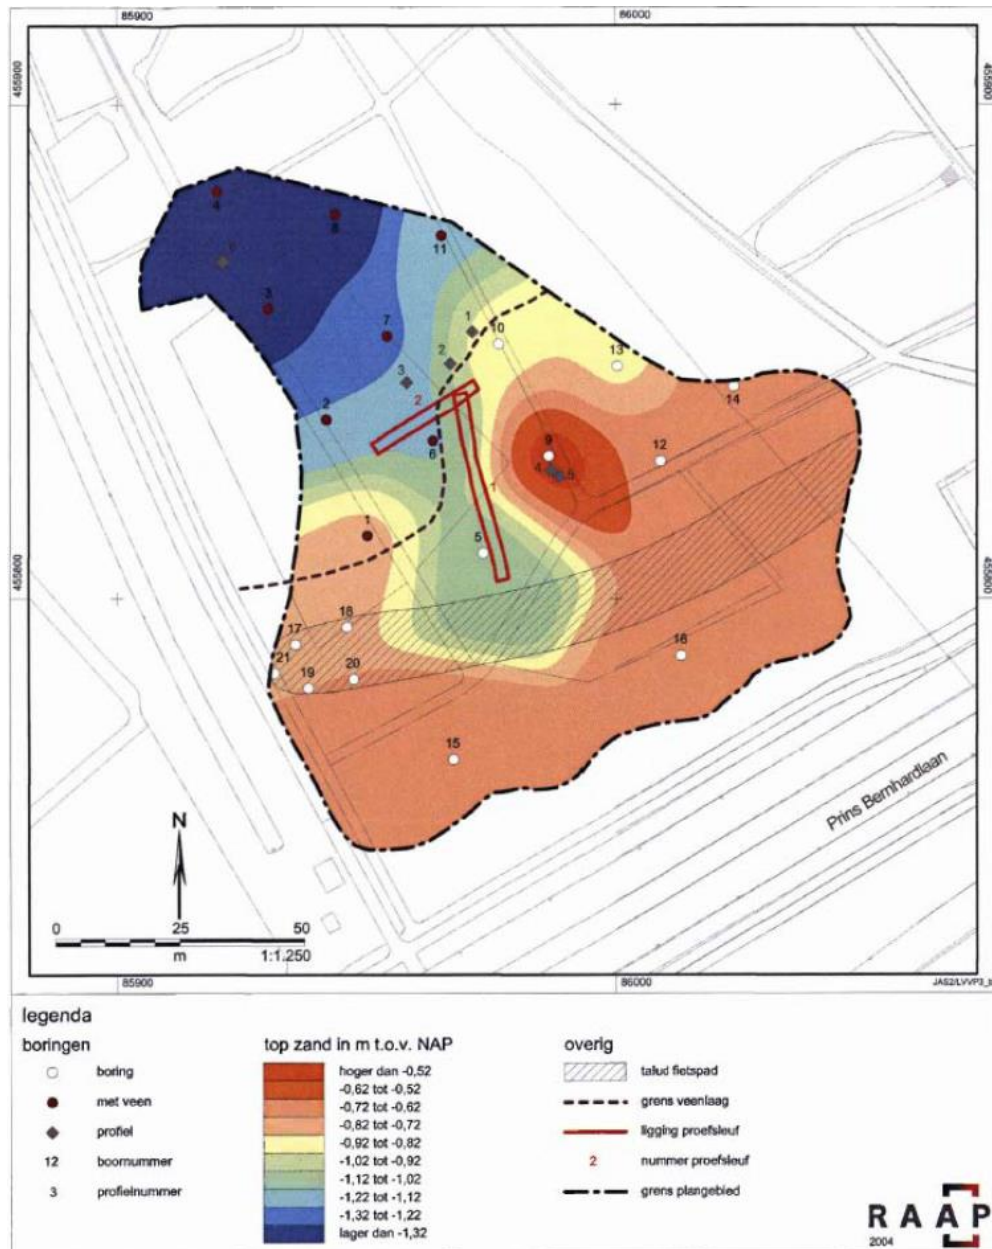 85900 86000
455900 455900
4
8
11
6
3
7
1
10
2
13
3
14
2
2
6
9
12
4 5
1
1
5
455800 455800
18
17
16
21
20
19
15
Prins Bernhardlaan
N
0 25 50
m 1:1.250
85900 86000
legenda
boringen
boring
met veen
profiel
12 boornummer
3 profielnummer
top zand in m t.o.v. NAP
hoger dan -0,52
-0,62 tot -0,52
-0,72 tot -0,62
-0,82 tot -0,72
-0,92 tot -0,82
-1,02 tot -0,92
-1,12 tot -1,02
-1,22 tot -1,12
-1,32 tot -1,22
lager dan -1,32
overig
talud fietspad
grens veenlaag
ligging proefsleuf
2 nummer proefsleuf
grens plangebied
RAAP
2004